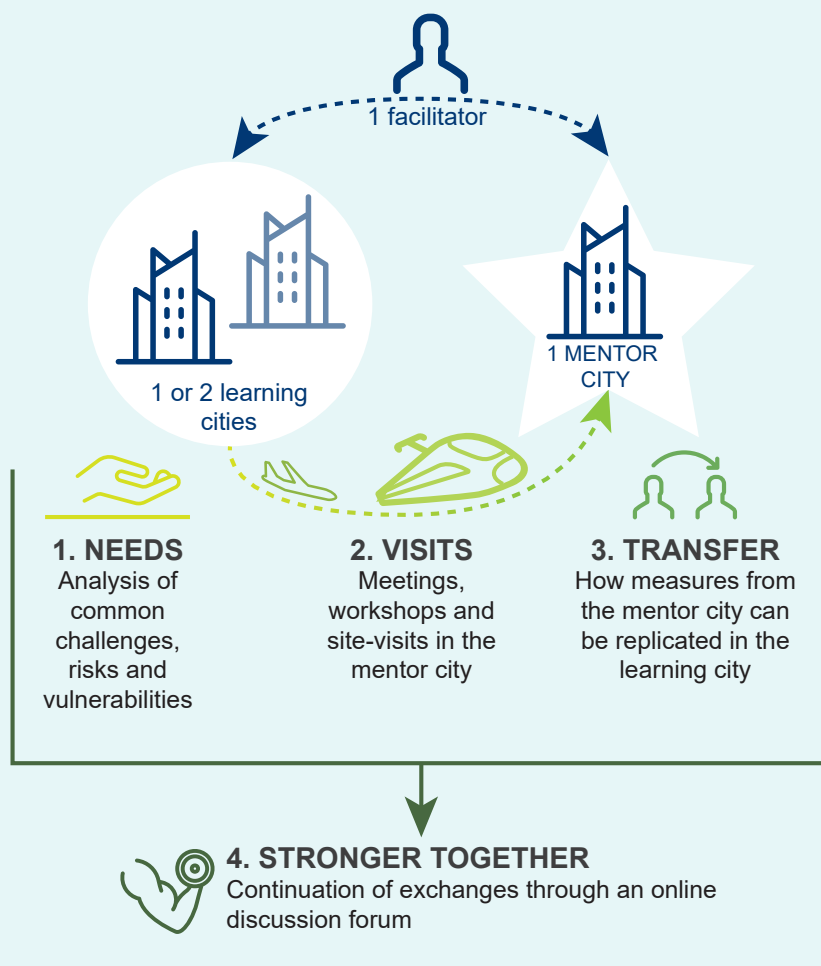 1 facilitator
1 or 2 learning
cities
1 MENTOR
CITY
1. NEEDS
Analysis of
common
challenges,
risks and
vulnerabilities
2. VISITS
Meetings,
workshops and
site-visits in the
mentor city
3. TRANSFER
How measures from
the mentor city can
be replicated in the
learning city
4. STRONGER TOGETHER
Continuation of exchanges through an online
discussion forum